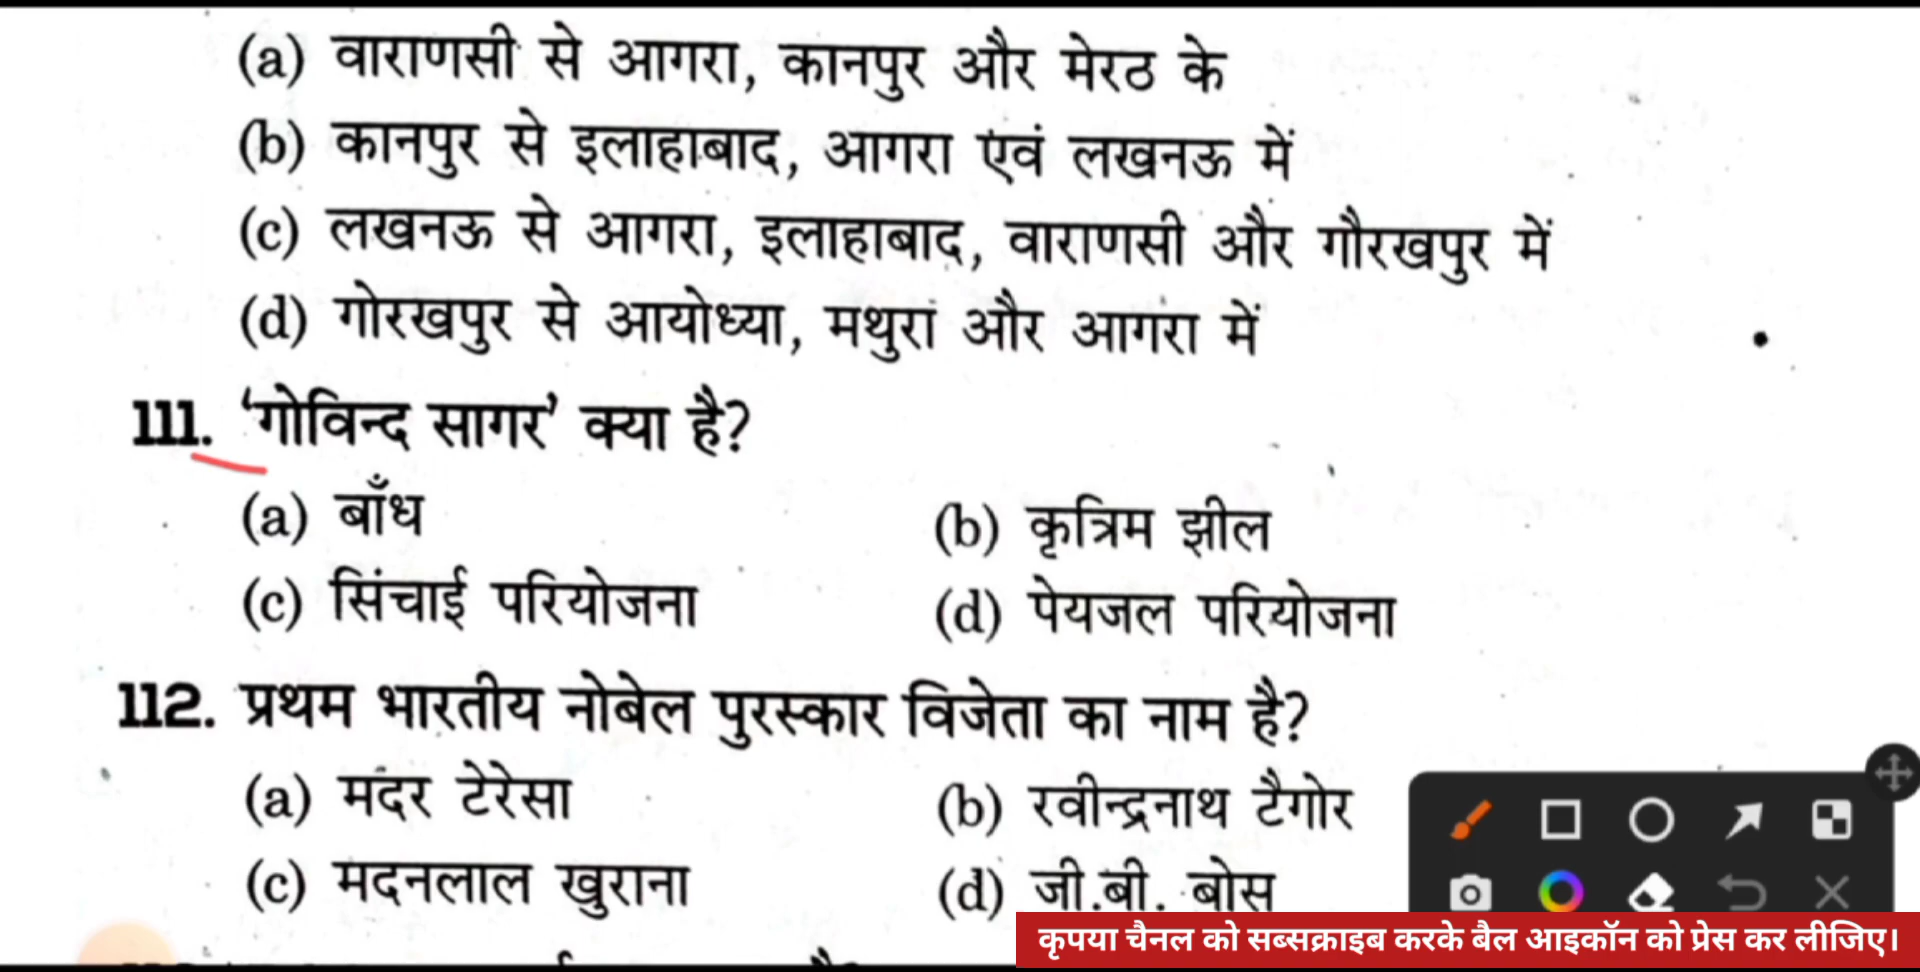 (a) वाराणसी से आगरा, कानपुर और मेरठ के
(b) कानपुर से इलाहाबाद, आगरा एवं लखनऊ में
(c) लखनऊ से आगरा, इलाहाबाद, वाराणसी और गौरखपुर में
(d) गोरखपुर से आयोध्या, मथुरा और आगरा में
111. ‘गोविन्द सागर’ क्या है?
(a) बाँध (b) कृत्रिम झील
(c) सिंचाई परियोजना (d) पेयजल परियोजना
112. प्रथम भारतीय नोबेल पुरस्कार विजेता का नाम है?
(a) मदर टेरेसा (b) रवीन्द्रनाथ टैगोर
(c) मदनलाल खुराना (d) जी.बी. बोस
कृपया चैनल को सब्सक्राइब करके बैल आइकॉन को प्रेस कर लीजिए।